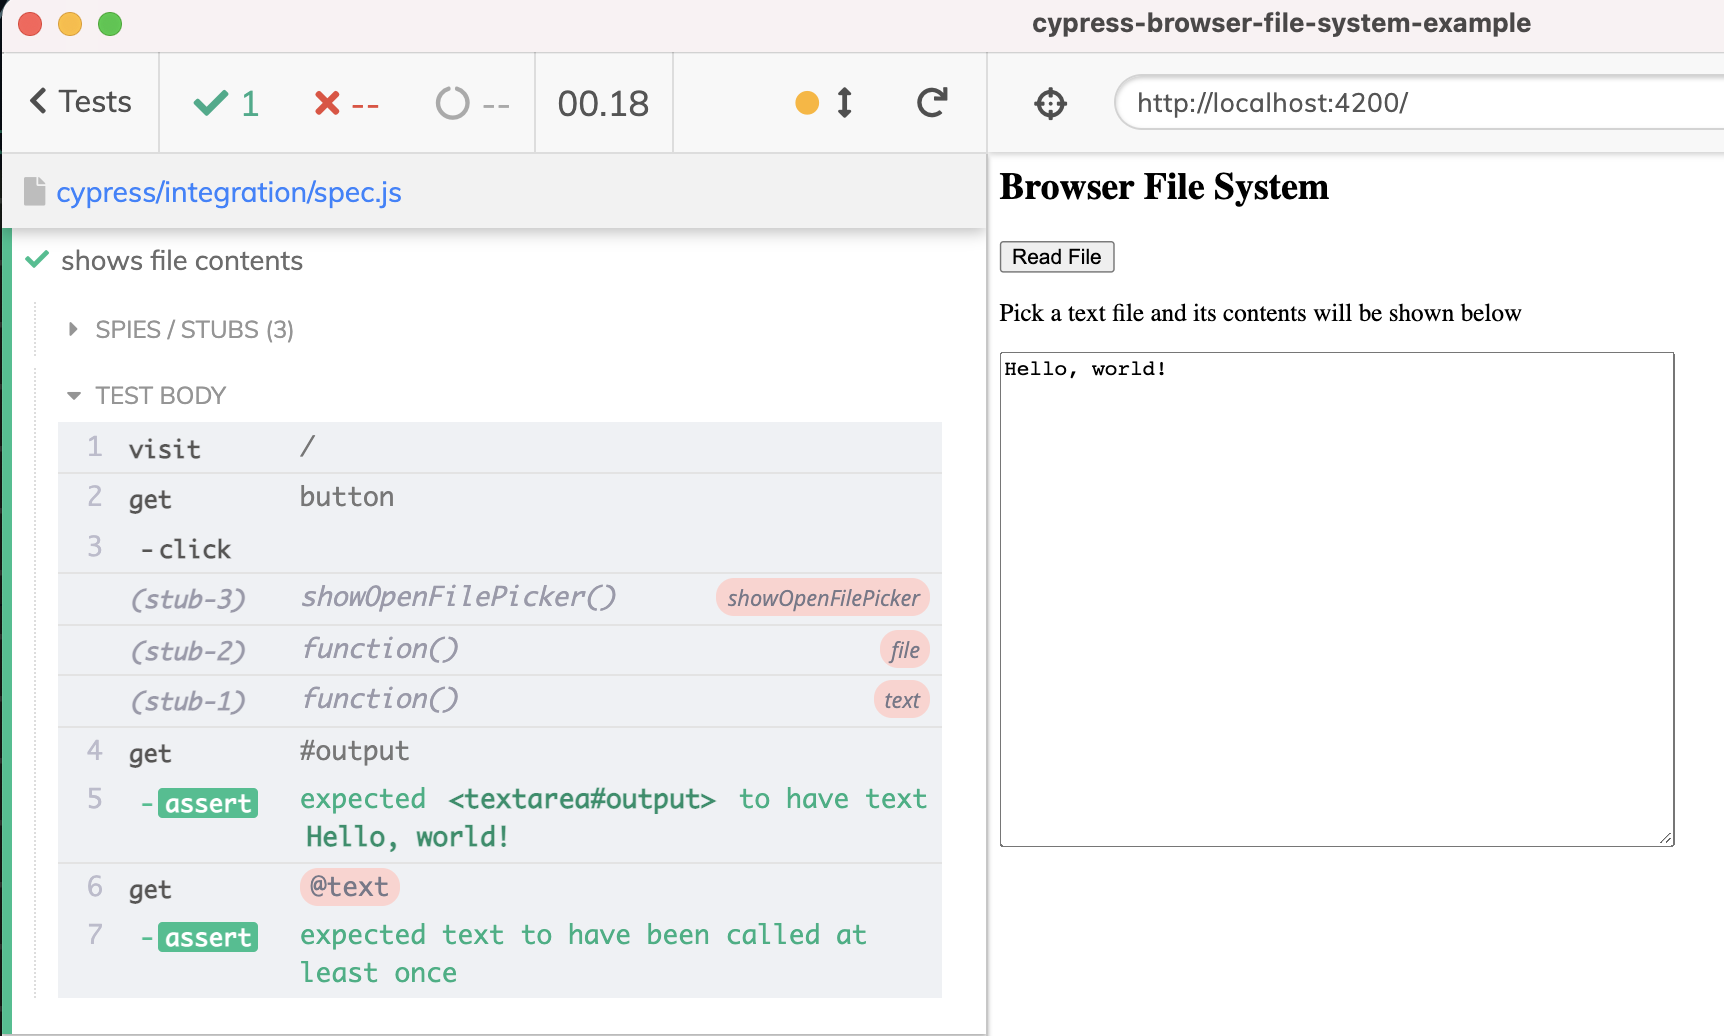 cypress-browser-file-system-example
Tests
1
--
--
00.18
http://localhost:4200/
cypress/integration/spec.js
shows file contents
SPIES / STUBS (3)
TEST BODY
1 visit /
2 get button
3 -click
(stub-3) showOpenFilePicker() showOpenFilePicker
(stub-2) function() file
(stub-1) function() text
4 get #output
5 -assert expected <textarea#output> to have text
Hello, world!
6 get @text
7 -assert expected text to have been called at
least once
Browser File System
Read File
Pick a text file and its contents will be shown below
Hello, world!